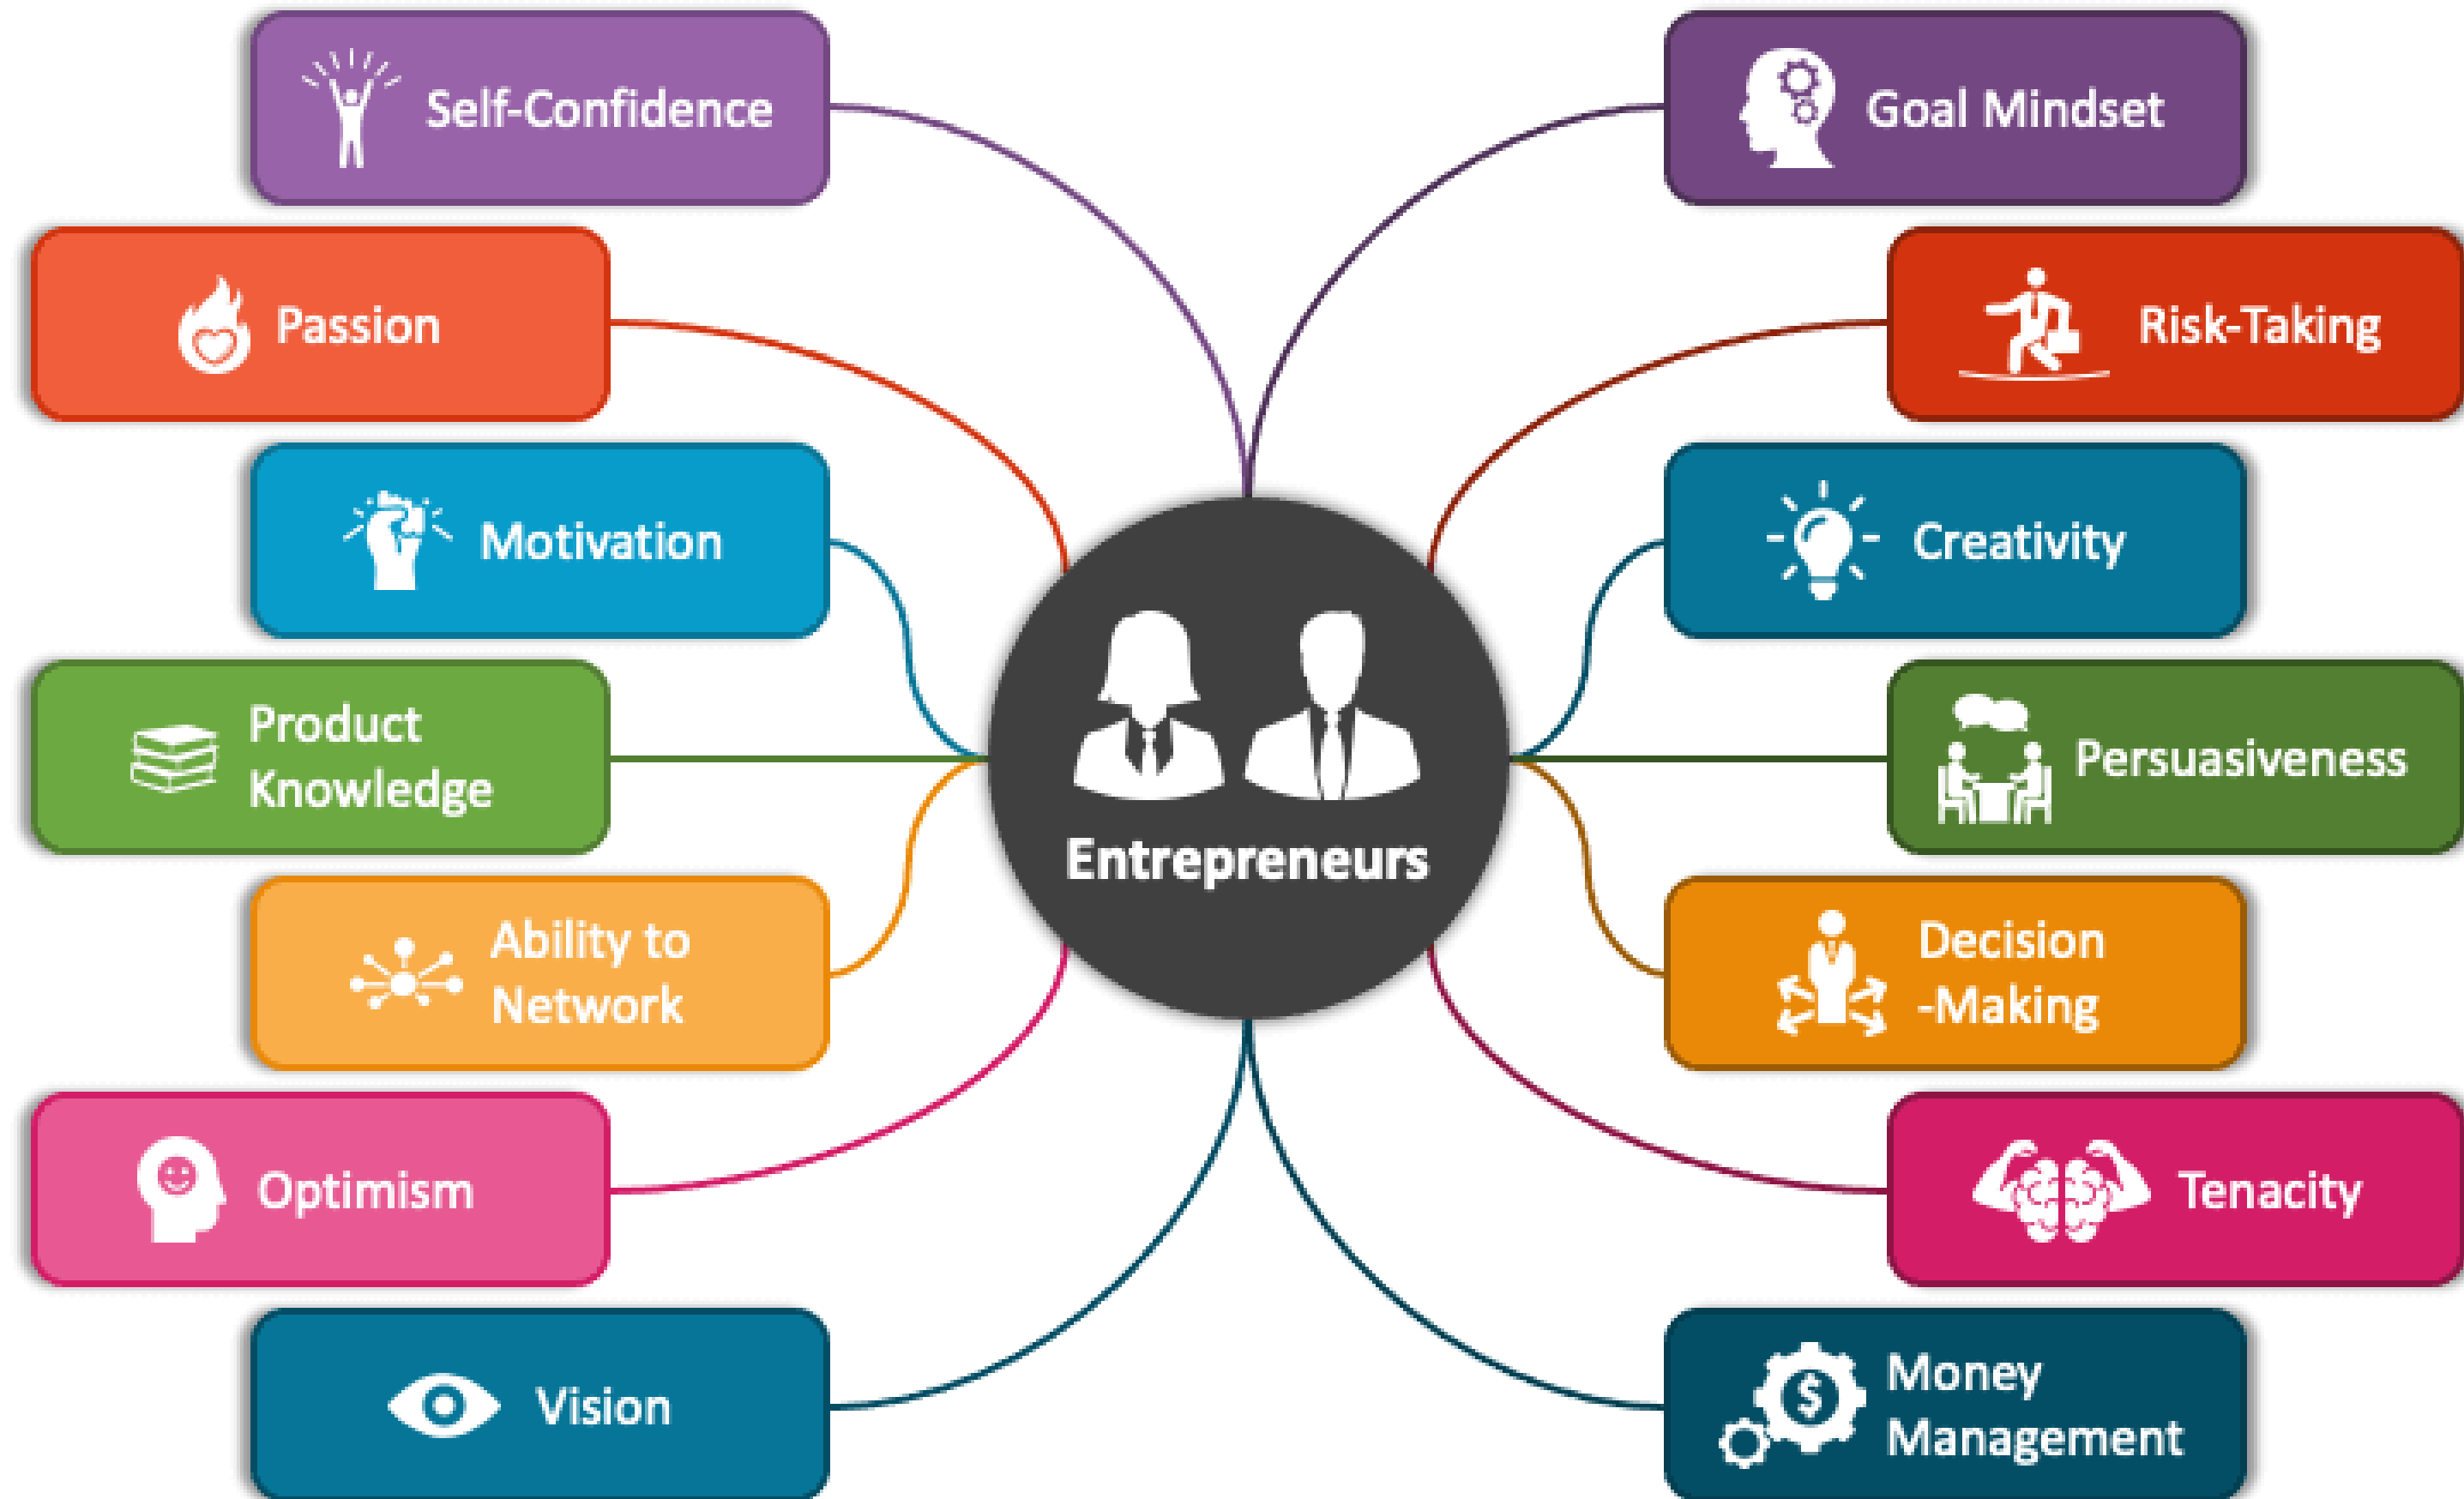 Self-Confidence
Passion
Motivation
Product
Knowledge
Ability to
Network
Optimism
Vision
Entrepreneurs
Goal Mindset
Risk-Taking
Creativity
Persuasiveness
Decision
-Making
Tenacity
$
Money
Management